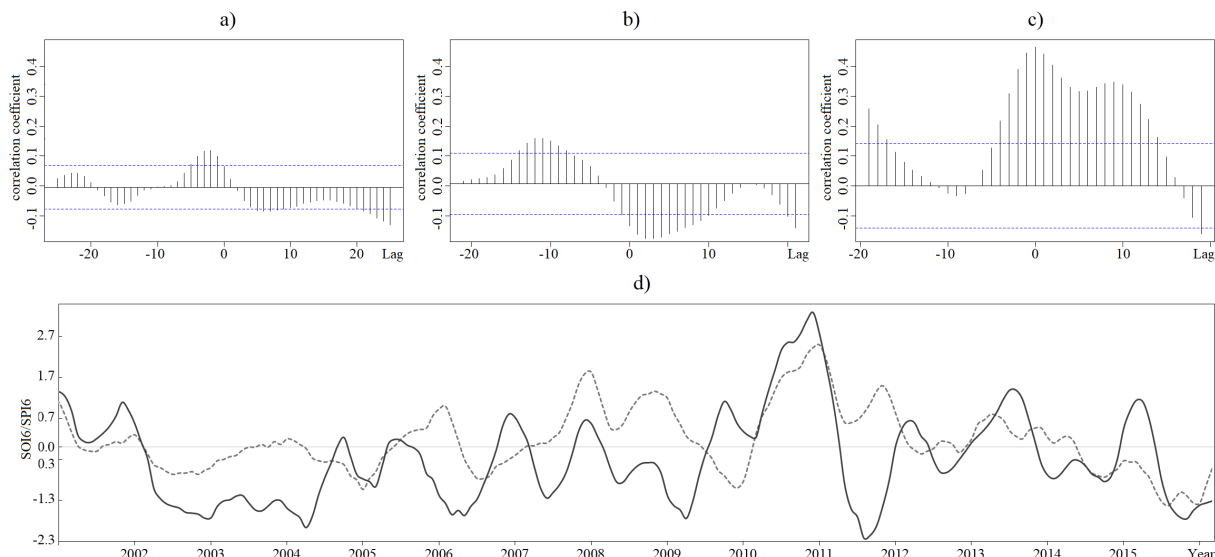 a) b) c)
correlation coefficient
-0.1 0.0 0.1 0.2 0.3 0.4
-20 -10 0 10 20 Lag
correlation coefficient
-0.1 0.0 0.1 0.2 0.3 0.4
-20 -10 0 10 Lag
correlation coefficient
-0.1 0.0 0.1 0.2 0.3 0.4
-20 -10 0 10 Lag
d)
SOI6/SPI6
2.7
1.7
0.7
0.0
0.3
-1.3
-2.3
2002 2003 2004 2005 2006 2007 2008 2009 2010 2011 2012 2013 2014 2015 Year